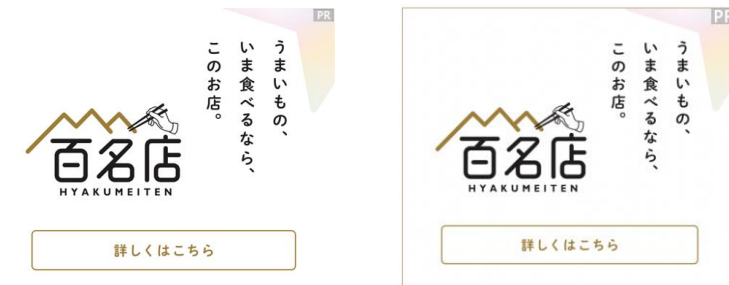 PR
うまいもの、
いま食べるなら、
このお店。
百名店
HYAKUMEITEN
詳しくはこちら
PR
うまいもの、
いま食べるなら、
このお店。
百名店
HYAKUMEITEN
詳しくはこちら